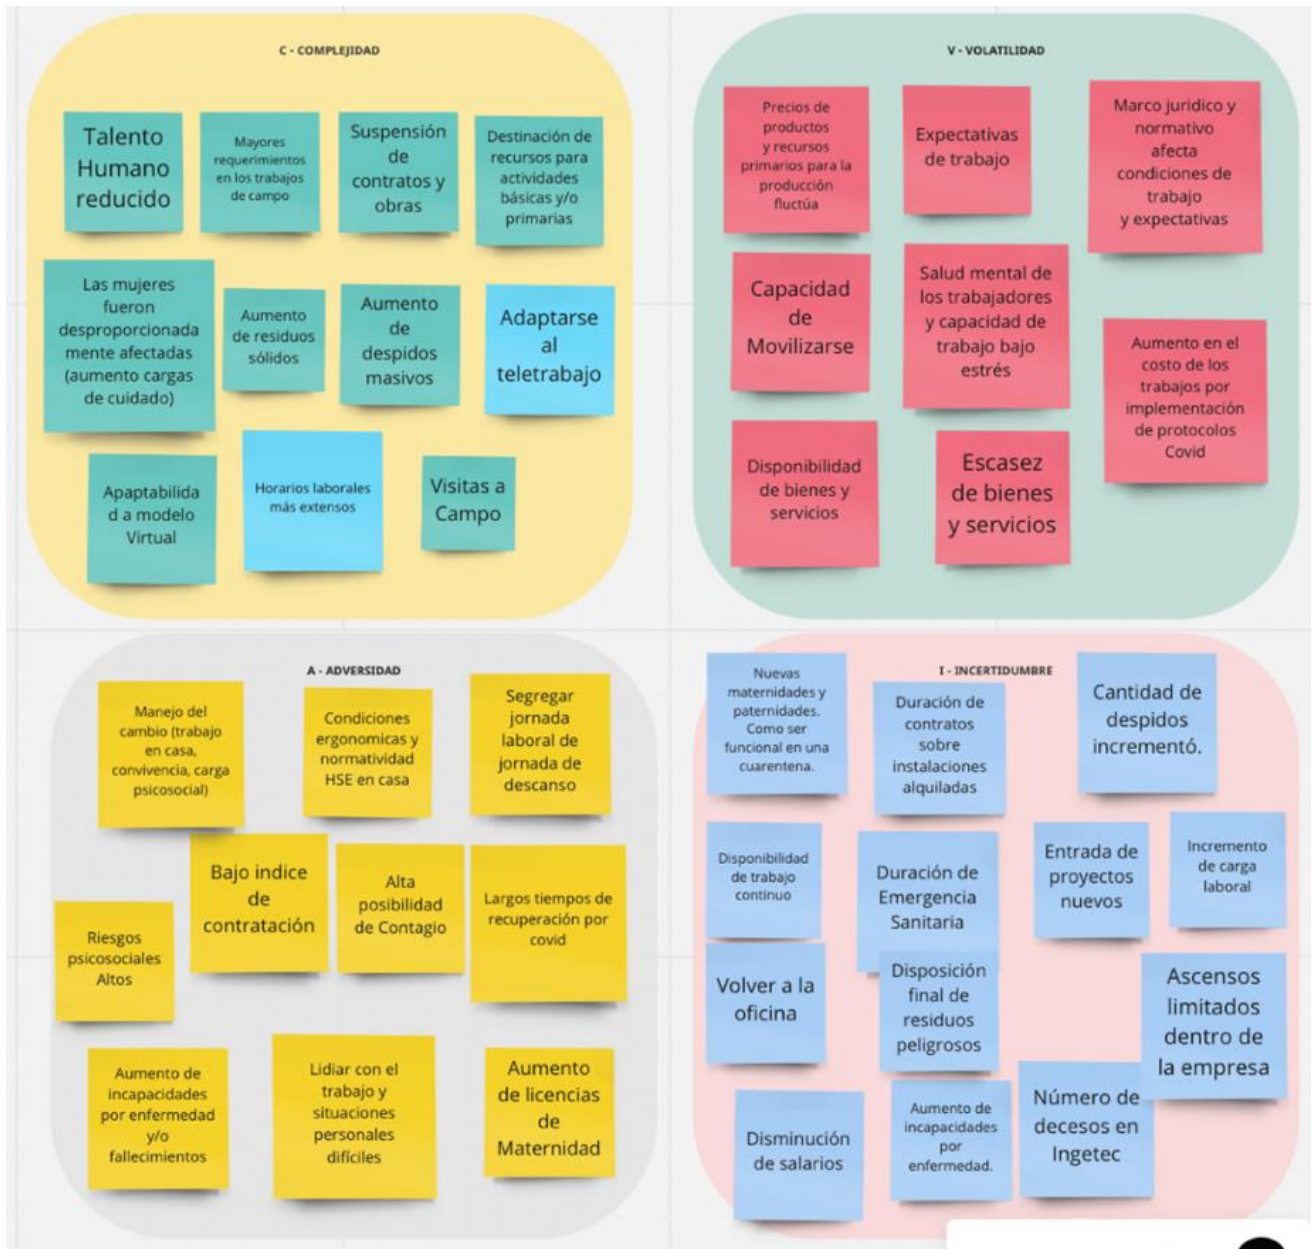 C - COMPLEJIDAD
Talento
Humano
reducido
Mayores
requerimientos
en los trabajos
de campo
Suspensión
de
contratos y
obras
Destinación de
recursos para
actividades
básicas y/o
primarias
Las mujeres
fueron
desproporcionada
mente afectadas
(aumento cargas
de cuidado)
Aumento
de residuos
sólidos
Aumento
de
despidos
masivos
Adaptarse
al
teletrabajo
Apaptabilida
d a modelo
Virtual
Horarios laborales
más extensos
Visitas a
Campo
V - VOLATILIDAD
Precios de
productos
y recursos
primarios para la
producción
fluctúa
Expectativas
de trabajo
Marco juridico y
normativo
afecta
condiciones de
trabajo
y expectativas
Capacidad
de
Movilizarse
Salud mental de
los trabajadores
y capacidad de
trabajo bajo
estrés
Aumento en el
costo de los
trabajos por
implementación
de protocolos
Covid
Disponibilidad
de bienes y
servicios
Escasez
de bienes
y servicios
A - ADVERSIDAD
Manejo del
cambio (trabajo
en casa,
convivencia, carga
psicosocial)
Condiciones
ergonomicas y
normatividad
HSE en casa
Segregar
jornada
laboral de
jornada de
descanso
Bajo indice
de
contratación
Alta
posibilidad
de Contagio
Largos tiempos de
recuperación por
covid
Riesgos
psicosociales
Altos
Aumento de
incapacidades
por enfermedad
y/o
fallecimientos
Lidiar con el
trabajo y
situaciones
personales
difíciles
Aumento
de licencias
de
Maternidad
I - INCERTIDUMBRE
Nuevas
maternidades y
paternidades.
Como ser
funcional en una
cuarentena.
Duración de
contratos
sobre
instalaciones
alquiladas
Cantidad de
despidos
incrementó.
Disponibilidad
de trabajo
continuo
Duración de
Emergencia
Sanitaria
Entrada de
proyectos
nuevos
Incremento
de carga
laboral
Volver a la
oficina
Disposición
final de
residuos
peligrosos
Ascensos
limitados
dentro de
la empresa
Disminución
de salarios
Aumento de
incapacidades
por
enfermedad.
Número de
decesos en
Ingetec